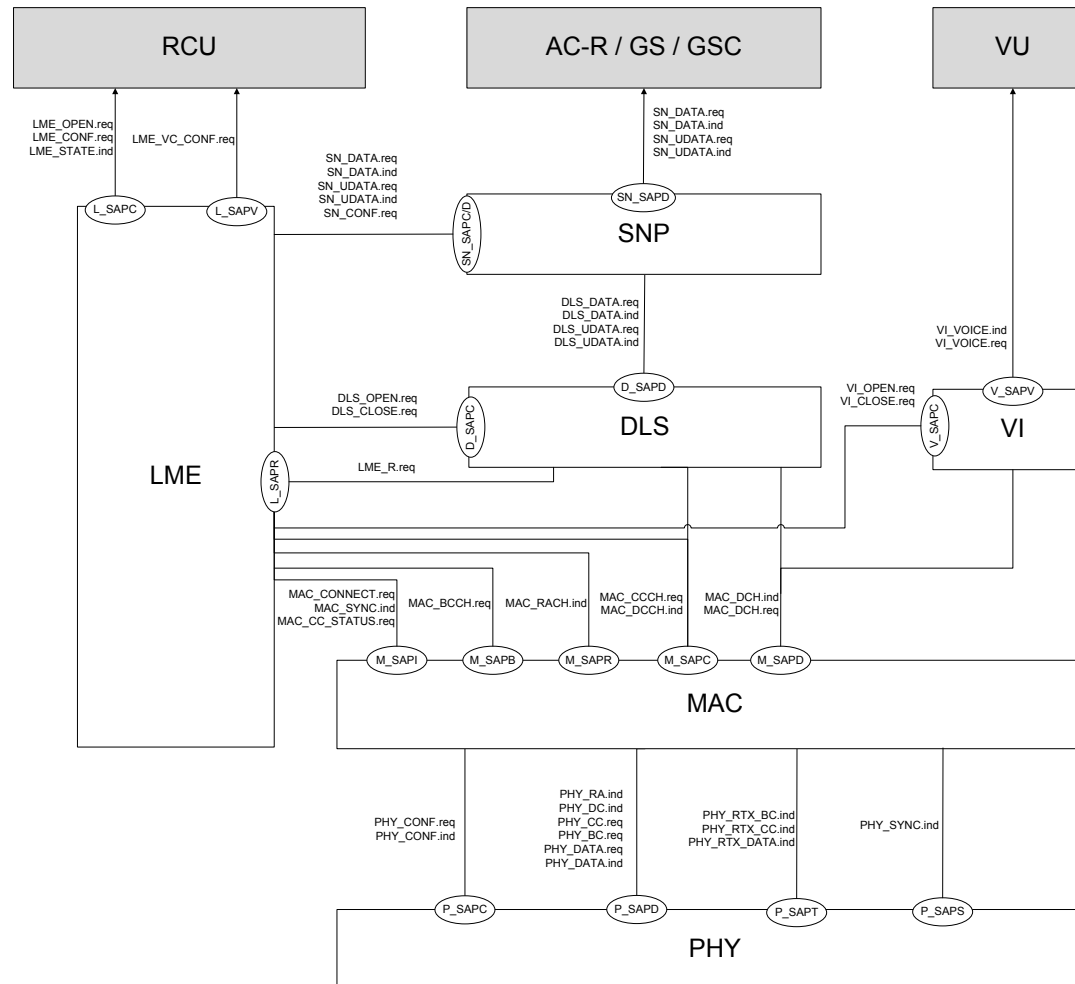 RCU
AC-R / GS / GSC
VU
LME_OPEN.req
LME_CONF.req
LME_STATE.ind
LME_VC_CONF.req
SN_DATA.req
SN_DATA.ind
SN_UDATA.req
SN_UDATA.ind
SN_DATA.req
SN_DATA.ind
SN_UDATA.req
SN_UDATA.ind
SN_CONF.req
L_SAPC
L_SAPV
SN_SAPD
SN_SAPC/D
SNP
DLS_DATA.req
DLS_DATA.ind
DLS_UDATA.req
DLS_UDATA.ind
VI_VOICE.ind
VI_VOICE.req
D_SAPD
V_SAPV
DLS_OPEN.req
DLS_CLOSE.req
D_SAPC
DLS
VI_OPEN.req
VI_CLOSE.req
V_SAPC
VI
LME
L_SAPR
LME_R.req
MAC_CONNECT.req
MAC_SYNC.ind
MAC_CC_STATUS.req
MAC_BCCH.req
MAC_RACH.ind
MAC_CCCH.req
MAC_DCCH.ind
MAC_DCH.ind
MAC_DCH.req
M_SAPI
M_SAPB
M_SAPR
M_SAPC
M_SAPD
MAC
PHY_CONF.req
PHY_CONF.ind
PHY_RA.ind
PHY_DC.ind
PHY_CC.req
PHY_BC.req
PHY_DATA.req
PHY_DATA.ind
PHY_RTX_BC.ind
PHY_RTX_CC.ind
PHY_RTX_DATA.ind
PHY_SYNC.ind
P_SAPC
P_SAPD
P_SAPT
P_SAPS
PHY